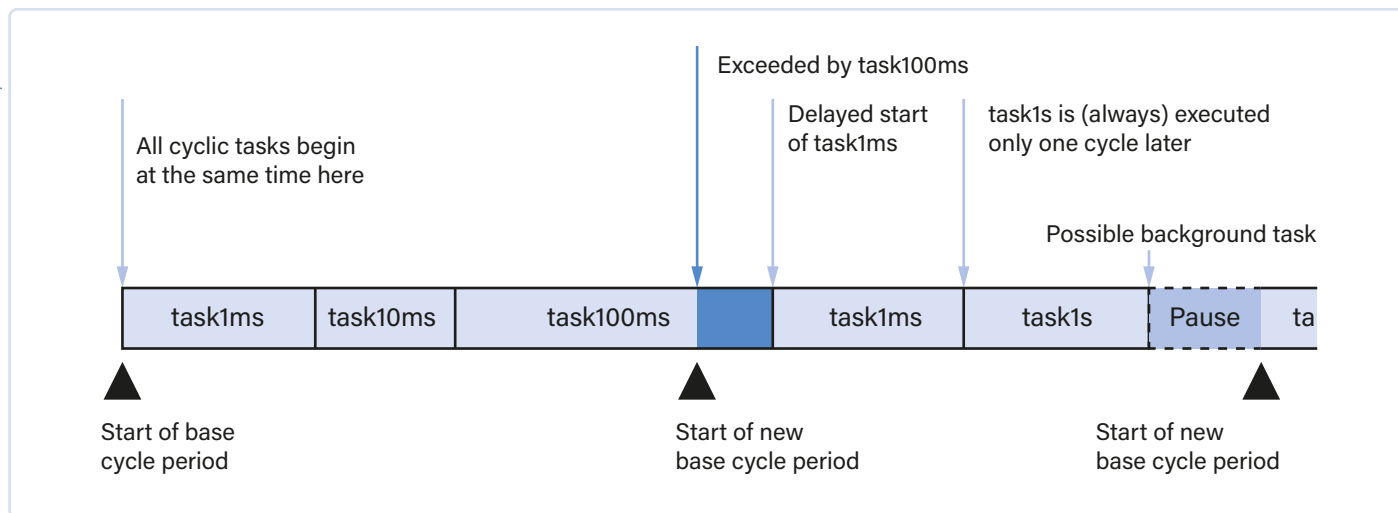 Exceeded by task100ms
All cyclic tasks begin
at the same time here
Delayed start
of task1ms
task1s is (always) executed
only one cycle later
Possible background task
task1ms
task10ms
task100ms
task1ms
task1s
Pause
ta
Start of base
cycle period
Start of new
base cycle period
Start of new
base cycle period